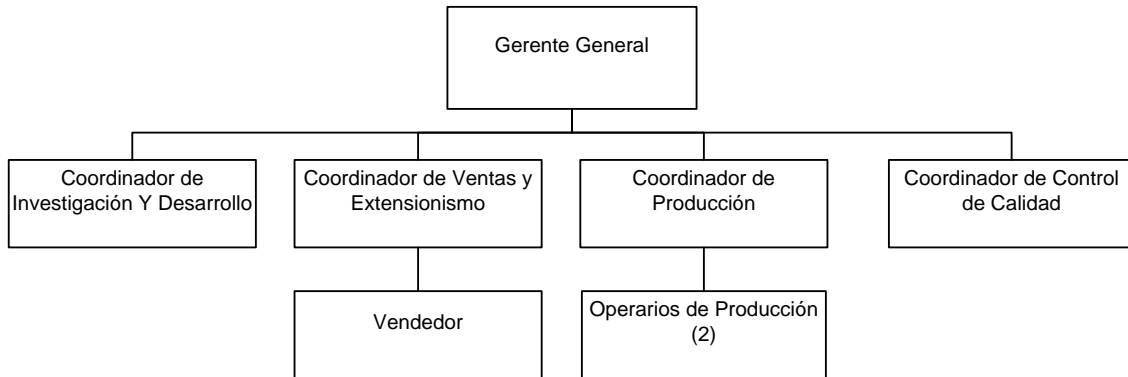 Gerente General
Coordinador de
Investigación Y Desarrollo
Coordinador de Ventas y
Extensionismo
Coordinador de
Producción
Coordinador de Control
de Calidad
Vendedor
Operarios de Producción
(2)